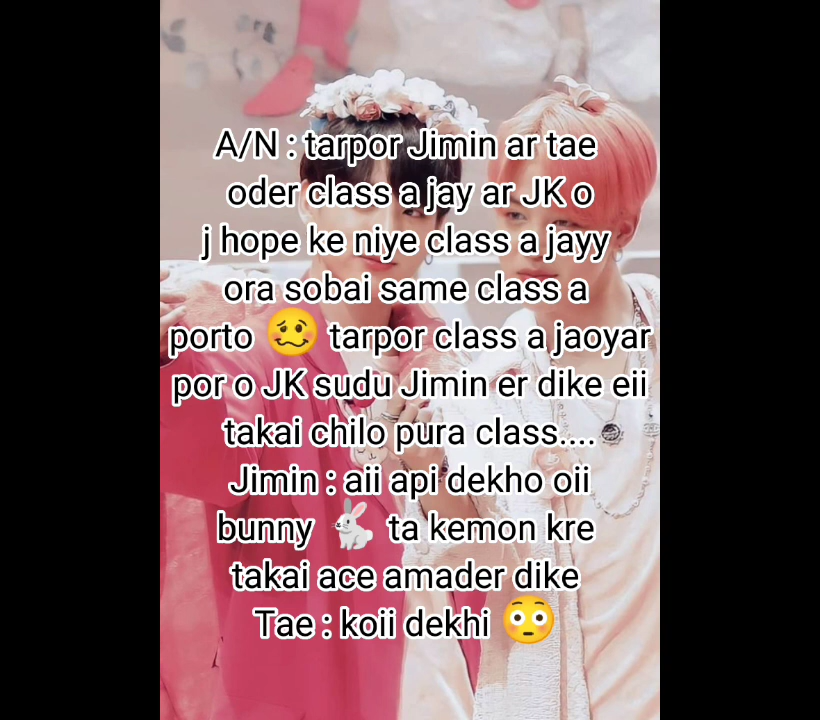 A/N : tarpor Jimin ar tae
oder class a jay ar JK o
j hope ke niye class a jayy
ora sobai same class a
porto 🥴 tarpor class a jaoyar
por o JK sudu Jimin er dike eii
takai chilo pura class....
Jimin : aii api dekho oii
bunny 🐇 ta kemon kre
takai ace amader dike
Tae : koii dekhi 😳